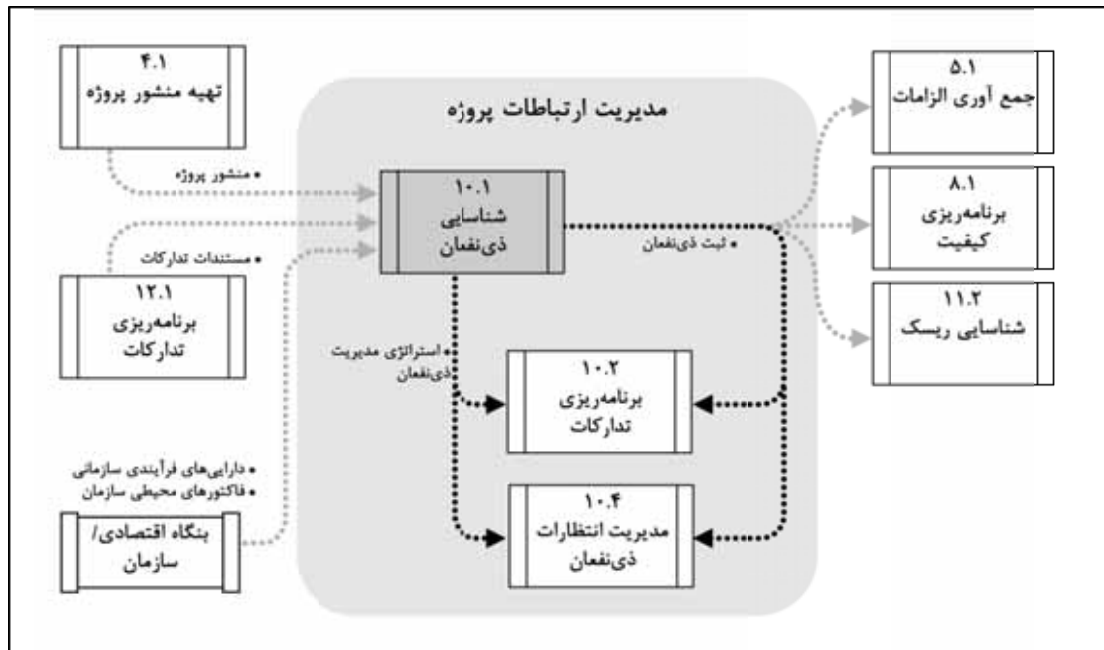 ۴.۱
تهیه منشور پروژه
• منشور پروژه
• مستندات تدارکات
۱۲.۱
برنامه‌ریزی
تدارکات
• دارایی‌های فرآیندی سازمانی
• فاکتورهای محیطی سازمان
بنگاه اقتصادی/
سازمان
مدیریت ارتباطات پروژه
۱۰.۱
شناسایی
ذی‌نفعان
• ثبت ذی‌نفعان
• استراتژی مدیریت
ذی‌نفعان
۱۰.۲
برنامه‌ریزی
تدارکات
۱۰.۴
مدیریت انتظارات
ذی‌نفعان
۵.۱
جمع آوری الزامات
۸.۱
برنامه‌ریزی
کیفیت
۱۱.۲
شناسایی ریسک